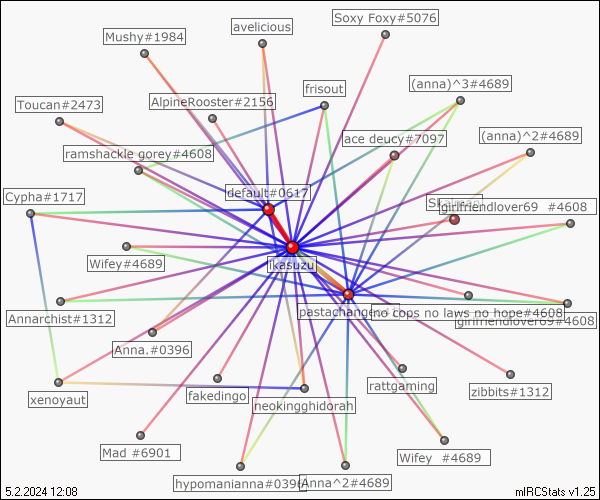 Soxy Foxy#5076
avelicious
Mushy#1984
(anna)^3#4689
frisout
AlpineRooster#2156
Toucan#2473
ace deucy#7097
(anna)^2#4689
ramshackle gorey#4608
default#0617
Cypha#1717
girlfriendlover69 #4608
ikasuzu
Wifey#4689
pastachange
no cops no laws no hope#4608
Annarchist#1312
girlfriendlover69#4608
Anna.#0396
rattgaming
zibbits#1312
xenoyaut
fakedingo
neokingghidorah
Mad #6901
Wifey #4689
hypomanianna#0396
Anna^2#4689
5.2.2024 12:08
mIRCStats v1.25